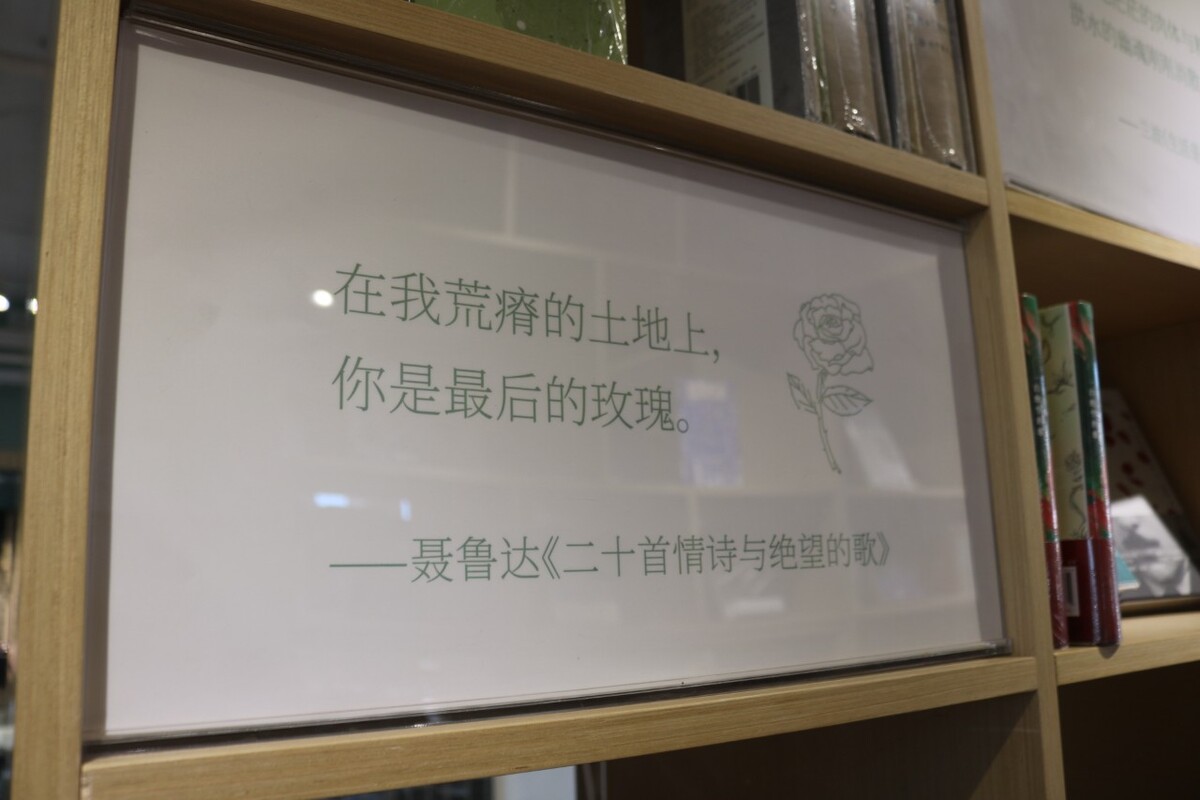 在我荒瘠的土地上，
你是最后的玫瑰。
——聂鲁达《二十首情诗与绝望的歌》